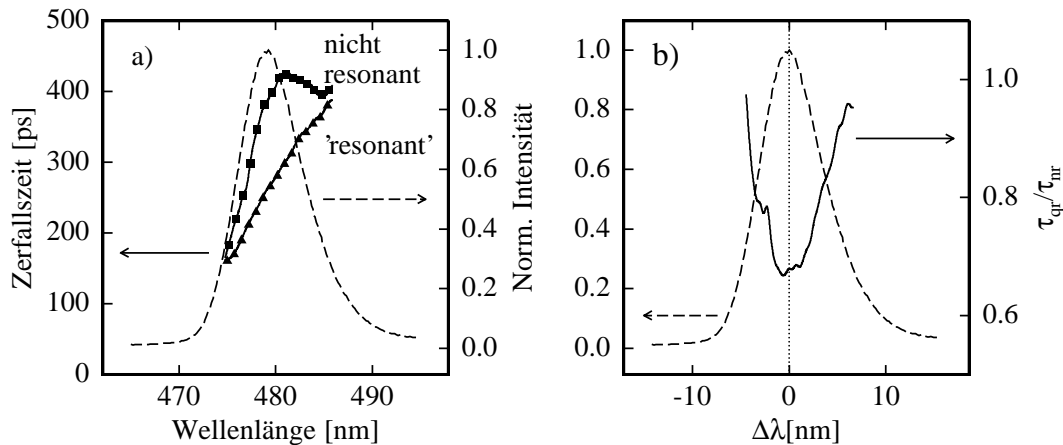 a)
nicht
resonant
'resonant'
Zerfallszeit [ps]
500
400
300
200
100
0
470
480
490
Wellenlänge [nm]
1.0
0.8
0.6
0.4
0.2
0.0
Norm. Intensität
b)
1.0
0.8
0.6
0.4
0.2
0.0
-10
0
10
Δλ[nm]
1.0
0.8
0.6
τqr/τnr